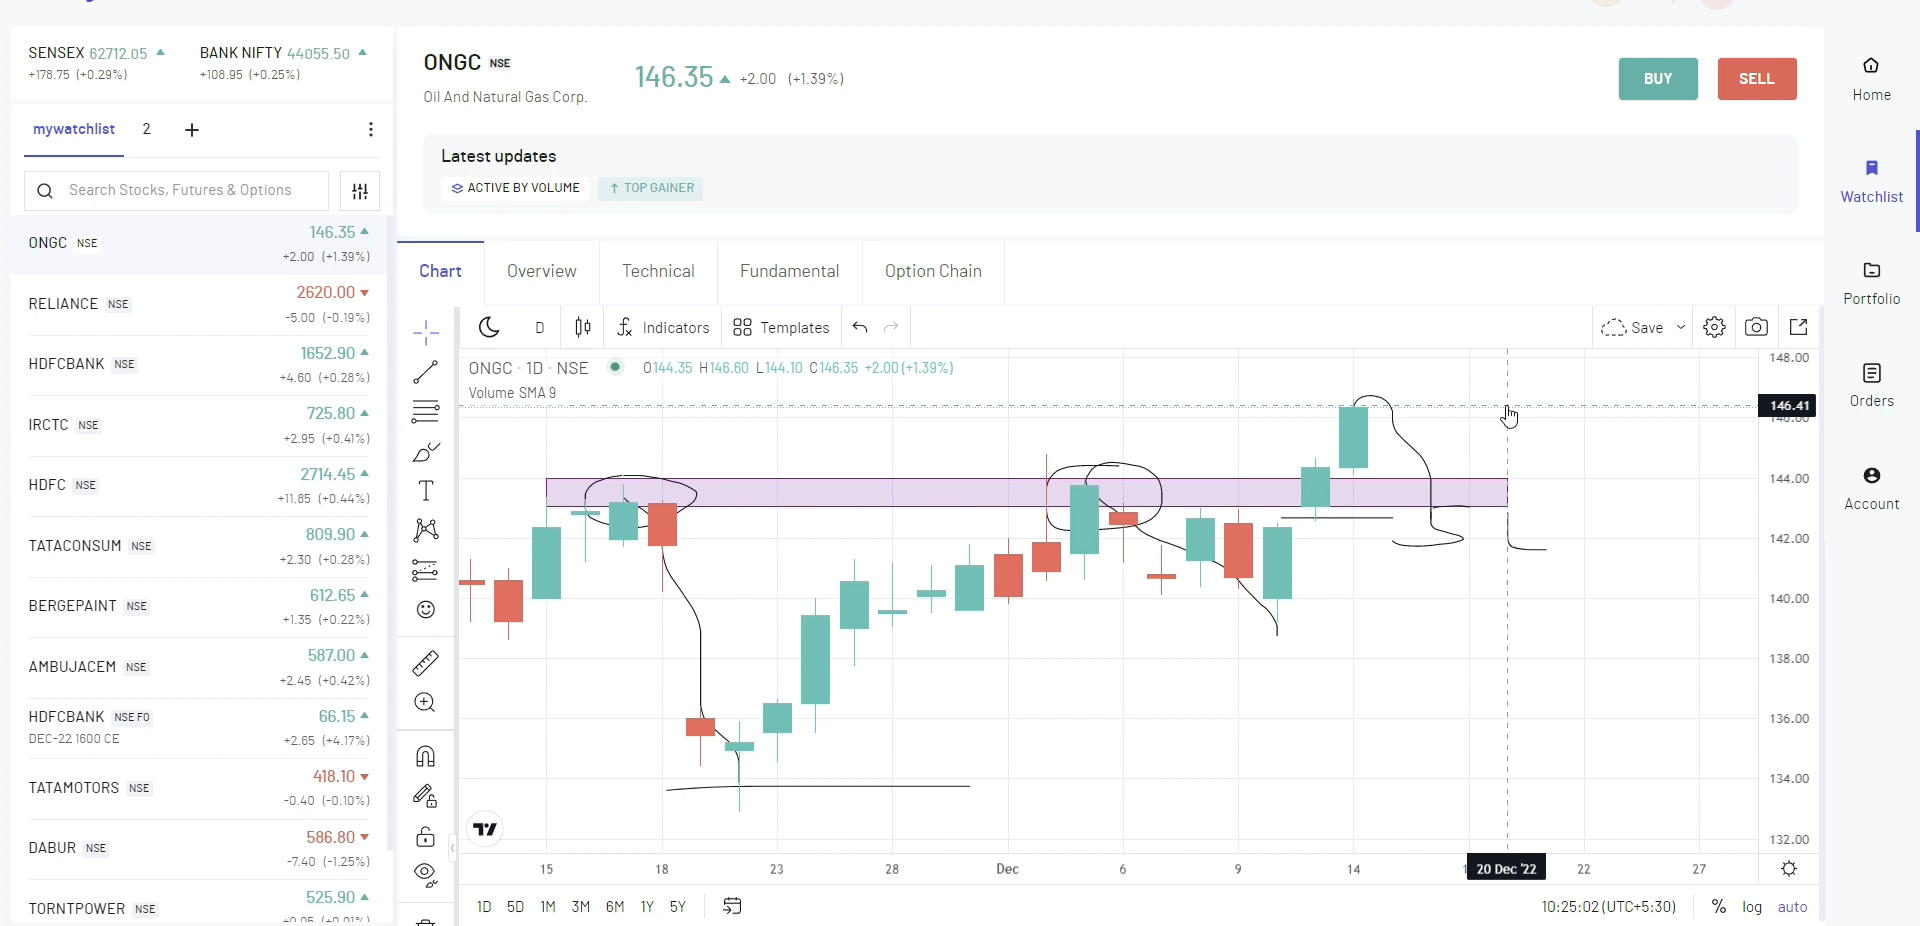 SENSEX 62712.05
+178.75 (+0.29%)
BANK NIFTY 44055.50
+108.95 (+0.25%)
mywatchlist 2 +
Search Stocks, Futures & Options
ONGC NSE 146.35
+2.00 (+1.39%)
RELIANCE NSE 2620.00
-5.00 (-0.19%)
HDFCBANK NSE 1652.90
+4.60 (+0.28%)
IRCTC NSE 725.80
+2.95 (+0.41%)
HDFC NSE 2714.45
+11.85 (+0.44%)
TATACONSUM NSE 809.90
+2.30 (+0.28%)
BERGEPAINT NSE 612.65
+1.35 (+0.22%)
AMBUJACEM NSE 587.00
+2.45 (+0.42%)
HDFCBANK NSE FO 66.15
DEC-22 1600 CE +2.65 (+4.17%)
TATAMOTORS NSE 418.10
-0.40 (-0.10%)
DABUR NSE 586.80
-7.40 (-1.25%)
TORNTPOWER NSE 525.90
ONGC NSE
Oil And Natural Gas Corp.
146.35 +2.00 (+1.39%)
BUY SELL
Latest updates
ACTIVE BY VOLUME TOP GAINER
Chart Overview Technical Fundamental Option Chain
D Indicators Templates Save
ONGC · 1D · NSE O144.35 H146.60 L144.10 C146.35 +2.00 (+1.39%)
Volume SMA 9
148.00
146.41
144.00
142.00
140.00
138.00
136.00
134.00
132.00
15 18 23 28 Dec 6 9 14 20 Dec '22 22 27
1D 5D 1M 3M 6M 1Y 5Y
10:25:02 (UTC+5:30) % log auto
Home
Watchlist
Portfolio
Orders
Account